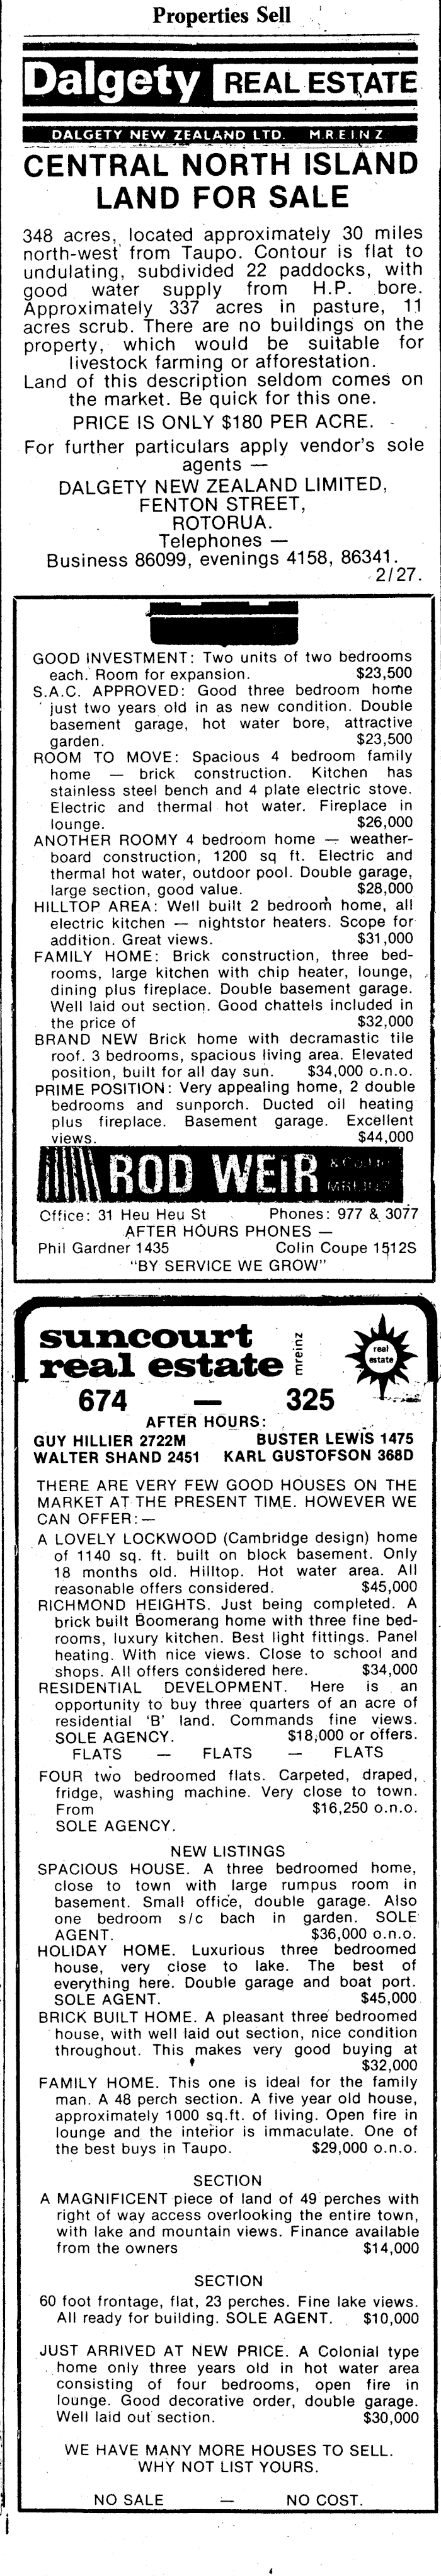 Properties Sell
Dalgety REAL ESTATE
DALGETY NEW ZEALAND LTD. M.R.E.I.N.Z.
CENTRAL NORTH ISLAND
LAND FOR SALE
348 acres, located approximately 30 miles
north-west from Taupo. Contour is flat to
undulating, subdivided 22 paddocks, with
good water supply from H.P. bore.
Approximately 337 acres in pasture, 11
acres scrub. There are no buildings on the
property, which would be suitable for
livestock farming or afforestation.
Land of this description seldom comes on
the market. Be quick for this one.
PRICE IS ONLY $180 PER ACRE.
For further particulars apply vendor's sole
agents —
DALGETY NEW ZEALAND LIMITED,
FENTON STREET,
ROTORUA.
Telephones —
Business 86099, evenings 4158, 86341.
2/27.
GOOD INVESTMENT: Two units of two bedrooms
each. Room for expansion. $23,500
S.A.C. APPROVED: Good three bedroom home
just two years old in as new condition. Double
basement garage, hot water bore, attractive
garden. $23,500
ROOM TO MOVE: Spacious 4 bedroom family
home — brick construction. Kitchen has
stainless steel bench and 4 plate electric stove.
Electric and thermal hot water. Fireplace in
lounge. $26,000
ANOTHER ROOMY 4 bedroom home — weather-
board construction, 1200 sq ft. Electric and
thermal hot water, outdoor pool. Double garage,
large section, good value. $28,000
HILLTOP AREA: Well built 2 bedroom home, all
electric kitchen — nightstor heaters. Scope for
addition. Great views. $31,000
FAMILY HOME: Brick construction, three bed-
rooms, large kitchen with chip heater, lounge,
dining plus fireplace. Double basement garage.
Well laid out section. Good chattels included in
the price of $32,000
BRAND NEW Brick home with decramastic tile
roof. 3 bedrooms, spacious living area. Elevated
position, built for all day sun. $34,000 o.n.o.
PRIME POSITION: Very appealing home, 2 double
bedrooms and sunporch. Ducted oil heating
plus fireplace. Basement garage. Excellent
views. $44,000
ROD WEIR
Office: 31 Heu Heu St Phones: 977 & 3077
AFTER HOURS PHONES —
Phil Gardner 1435 Colin Coupe 1512S
"BY SERVICE WE GROW"
suncourt
real estate mreinz
real
estate
674 — 325
AFTER HOURS:
GUY HILLIER 2722M BUSTER LEWIS 1475
WALTER SHAND 2451 KARL GUSTOFSON 368D
THERE ARE VERY FEW GOOD HOUSES ON THE
MARKET AT THE PRESENT TIME. HOWEVER WE
CAN OFFER:—
A LOVELY LOCKWOOD (Cambridge design) home
of 1140 sq. ft. built on block basement. Only
18 months old. Hilltop. Hot water area. All
reasonable offers considered. $45,000
RICHMOND HEIGHTS. Just being completed. A
brick built Boomerang home with three fine bed-
rooms, luxury kitchen. Best light fittings. Panel
heating. With nice views. Close to school and
shops. All offers considered here. $34,000
RESIDENTIAL DEVELOPMENT. Here is an
opportunity to buy three quarters of an acre of
residential 'B' land. Commands fine views.
SOLE AGENCY. $18,000 or offers.
FLATS — FLATS — FLATS
FOUR two bedroomed flats. Carpeted, draped,
fridge, washing machine. Very close to town.
From $16,250 o.n.o.
SOLE AGENCY.
NEW LISTINGS
SPACIOUS HOUSE. A three bedroomed home,
close to town with large rumpus room in
basement. Small office, double garage. Also
one bedroom s/c bach in garden. SOLE
AGENT. $36,000 o.n.o.
HOLIDAY HOME. Luxurious three bedroomed
house, very close to lake. The best of
everything here. Double garage and boat port.
SOLE AGENT. $45,000
BRICK BUILT HOME. A pleasant three bedroomed
house, with well laid out section, nice condition
throughout. This makes very good buying at
$32,000
FAMILY HOME. This one is ideal for the family
man. A 48 perch section. A five year old house,
approximately 1000 sq.ft. of living. Open fire in
lounge and the interior is immaculate. One of
the best buys in Taupo. $29,000 o.n.o.
SECTION
A MAGNIFICENT piece of land of 49 perches with
right of way access overlooking the entire town,
with lake and mountain views. Finance available
from the owners $14,000
SECTION
60 foot frontage, flat, 23 perches. Fine lake views.
All ready for building. SOLE AGENT. $10,000
JUST ARRIVED AT NEW PRICE. A Colonial type
home only three years old in hot water area
consisting of four bedrooms, open fire in
lounge. Good decorative order, double garage.
Well laid out section. $30,000
WE HAVE MANY MORE HOUSES TO SELL.
WHY NOT LIST YOURS.
NO SALE — NO COST.